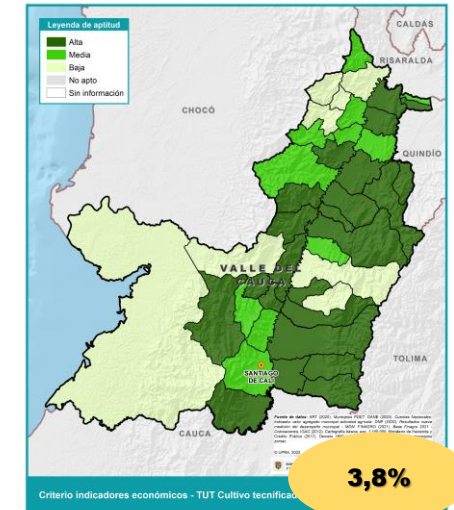 Leyenda de aptitud
Alta
Media
Baja
No apto
Sin información
CALDAS
RISARALDA
CHOCÓ
QUINDÍO
VALLE DEL
CAUCA
TOLIMA
SANTIAGO
DE CALI
CAUCA
Fuente de datos:
© UPRA, 2022
Criterio indicadores económicos - TUT Cultivo tecnificad
3,8%